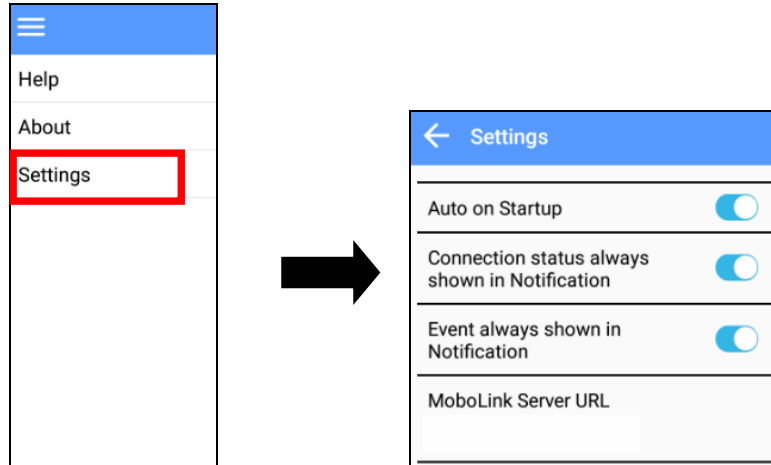 Help
About
Settings
Settings
Auto on Startup
Connection status always
shown in Notification
Event always shown in
Notification
MoboLink Server URL